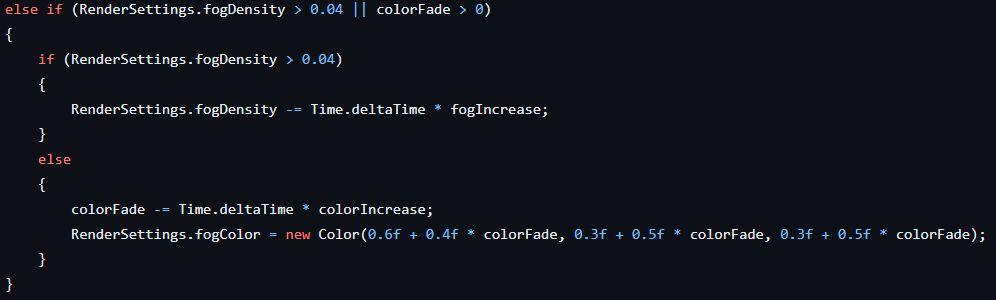 else if (RenderSettings.fogDensity > 0.04 || colorFade > 0)
{
    if (RenderSettings.fogDensity > 0.04)
    {
        RenderSettings.fogDensity -= Time.deltaTime * fogIncrease;
    }
    else
    {
        colorFade -= Time.deltaTime * colorIncrease;
        RenderSettings.fogColor = new Color(0.6f + 0.4f * colorFade, 0.3f + 0.5f * colorFade, 0.3f + 0.5f * colorFade);
    }
}